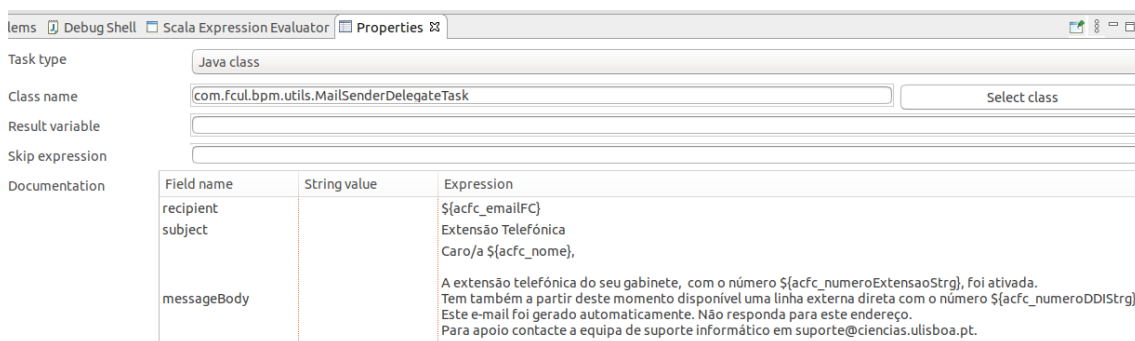 lems Debug Shell Scala Expression Evaluator Properties
Task type Java class
Class name com.fcul.bpm.utils.MailSenderDelegateTask Select class
Result variable
Skip expression
Documentation Field name String value Expression
recipient ${acfc_emailFC}
subject Extensão Telefónica
Caro/a ${acfc_nome},
A extensão telefónica do seu gabinete, com o número ${acfc_numeroExtensaoStrg}, foi ativada.
messageBody Tem também a partir deste momento disponível uma linha externa direta com o número ${acfc_numeroDDIStrg}
Este e-mail foi gerado automaticamente. Não responda para este endereço.
Para apoio contacte a equipa de suporte informático em suporte@ciencias.ulisboa.pt.